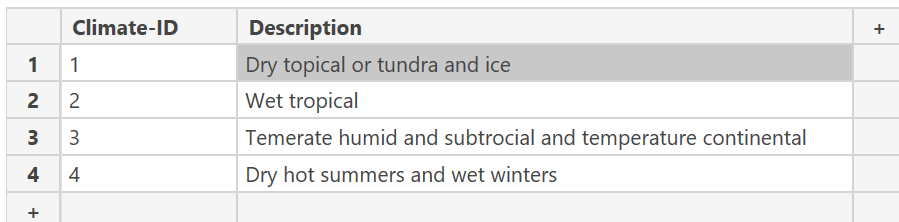 Climate-ID Description +
1 1 Dry topical or tundra and ice
2 2 Wet tropical
3 3 Temerate humid and subtrocial and temperature continental
4 4 Dry hot summers and wet winters
+